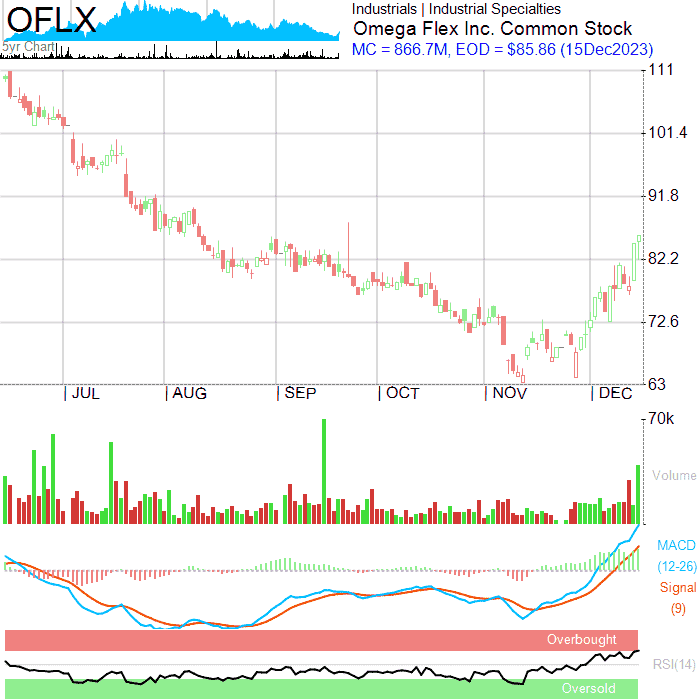 OFLX
5yr Chart
Industrials | Industrial Specialties
Omega Flex Inc. Common Stock
MC = 866.7M, EOD = $85.86 (15Dec2023)
111
101.4
91.8
82.2
72.6
63
| JUL | AUG | SEP | OCT | NOV | DEC
70k
Volume
MACD
(12-26)
Signal
(9)
Overbought
RSI(14)
Oversold